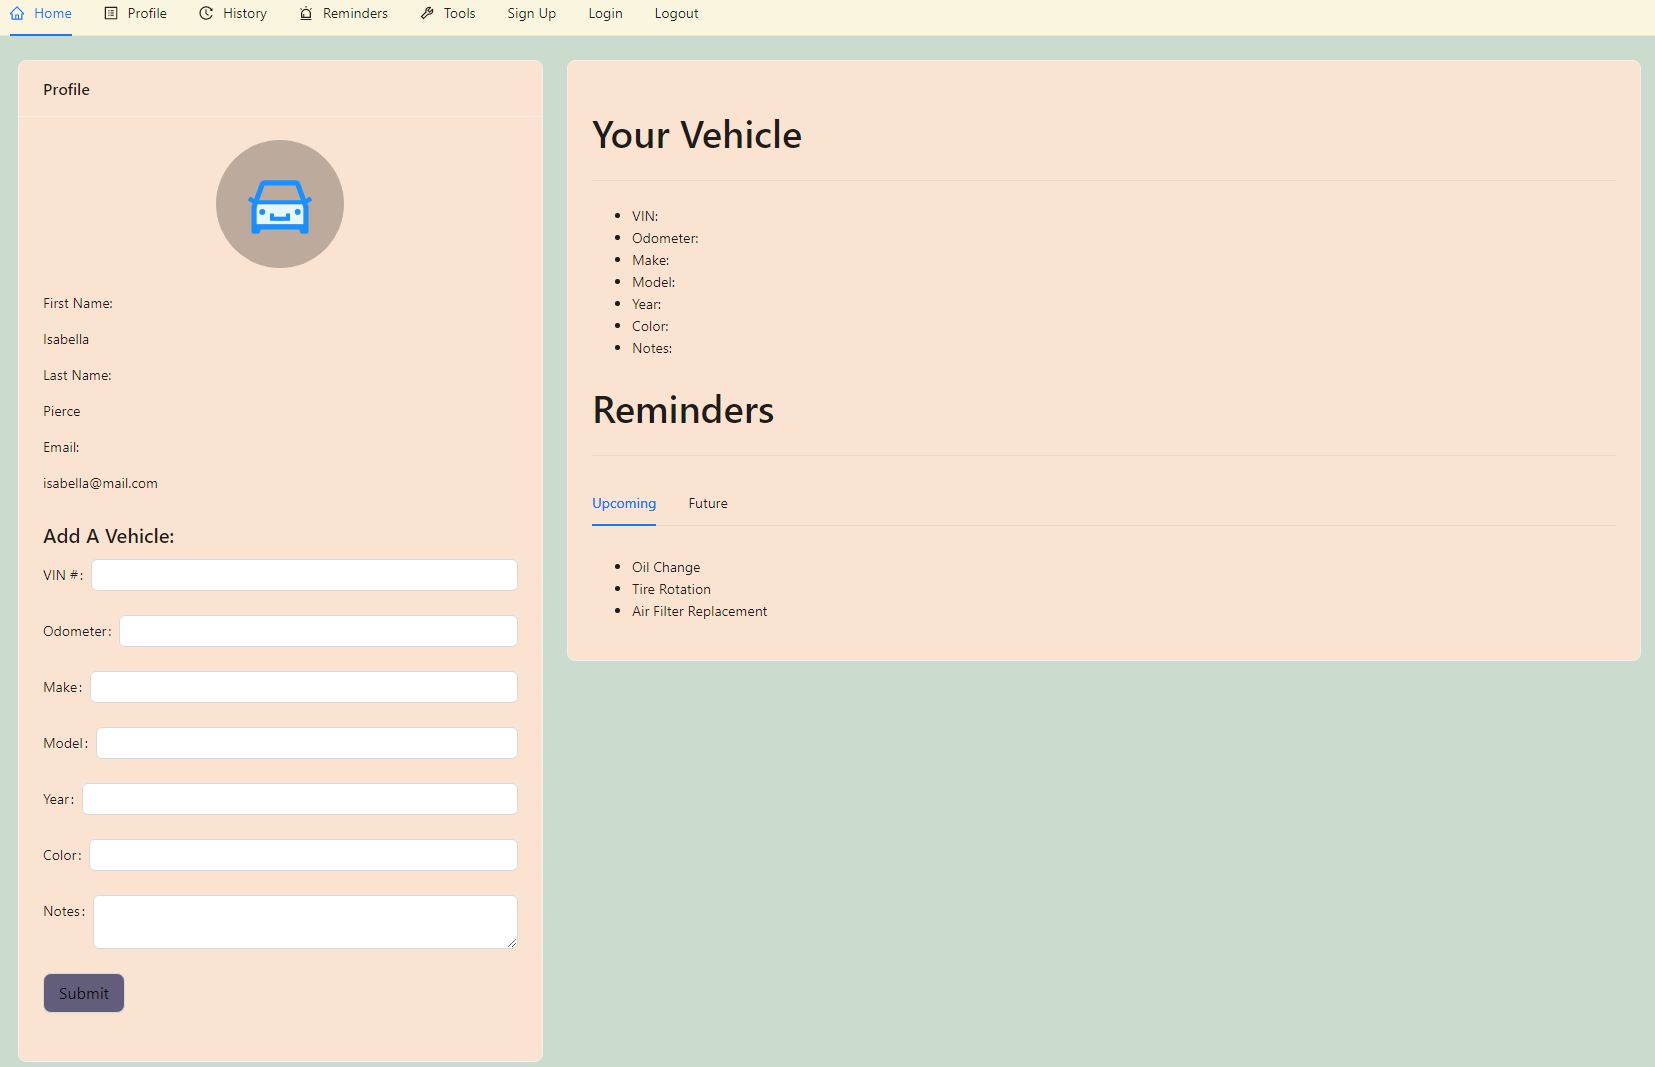 Home Profile History Reminders Tools Sign Up Login Logout
Profile
First Name:
Isabella
Last Name:
Pierce
Email:
isabella@mail.com
Add A Vehicle:
VIN #:
Odometer:
Make:
Model:
Year:
Color:
Notes:
Submit
Your Vehicle
VIN:
Odometer:
Make:
Model:
Year:
Color:
Notes:
Reminders
Upcoming Future
Oil Change
Tire Rotation
Air Filter Replacement